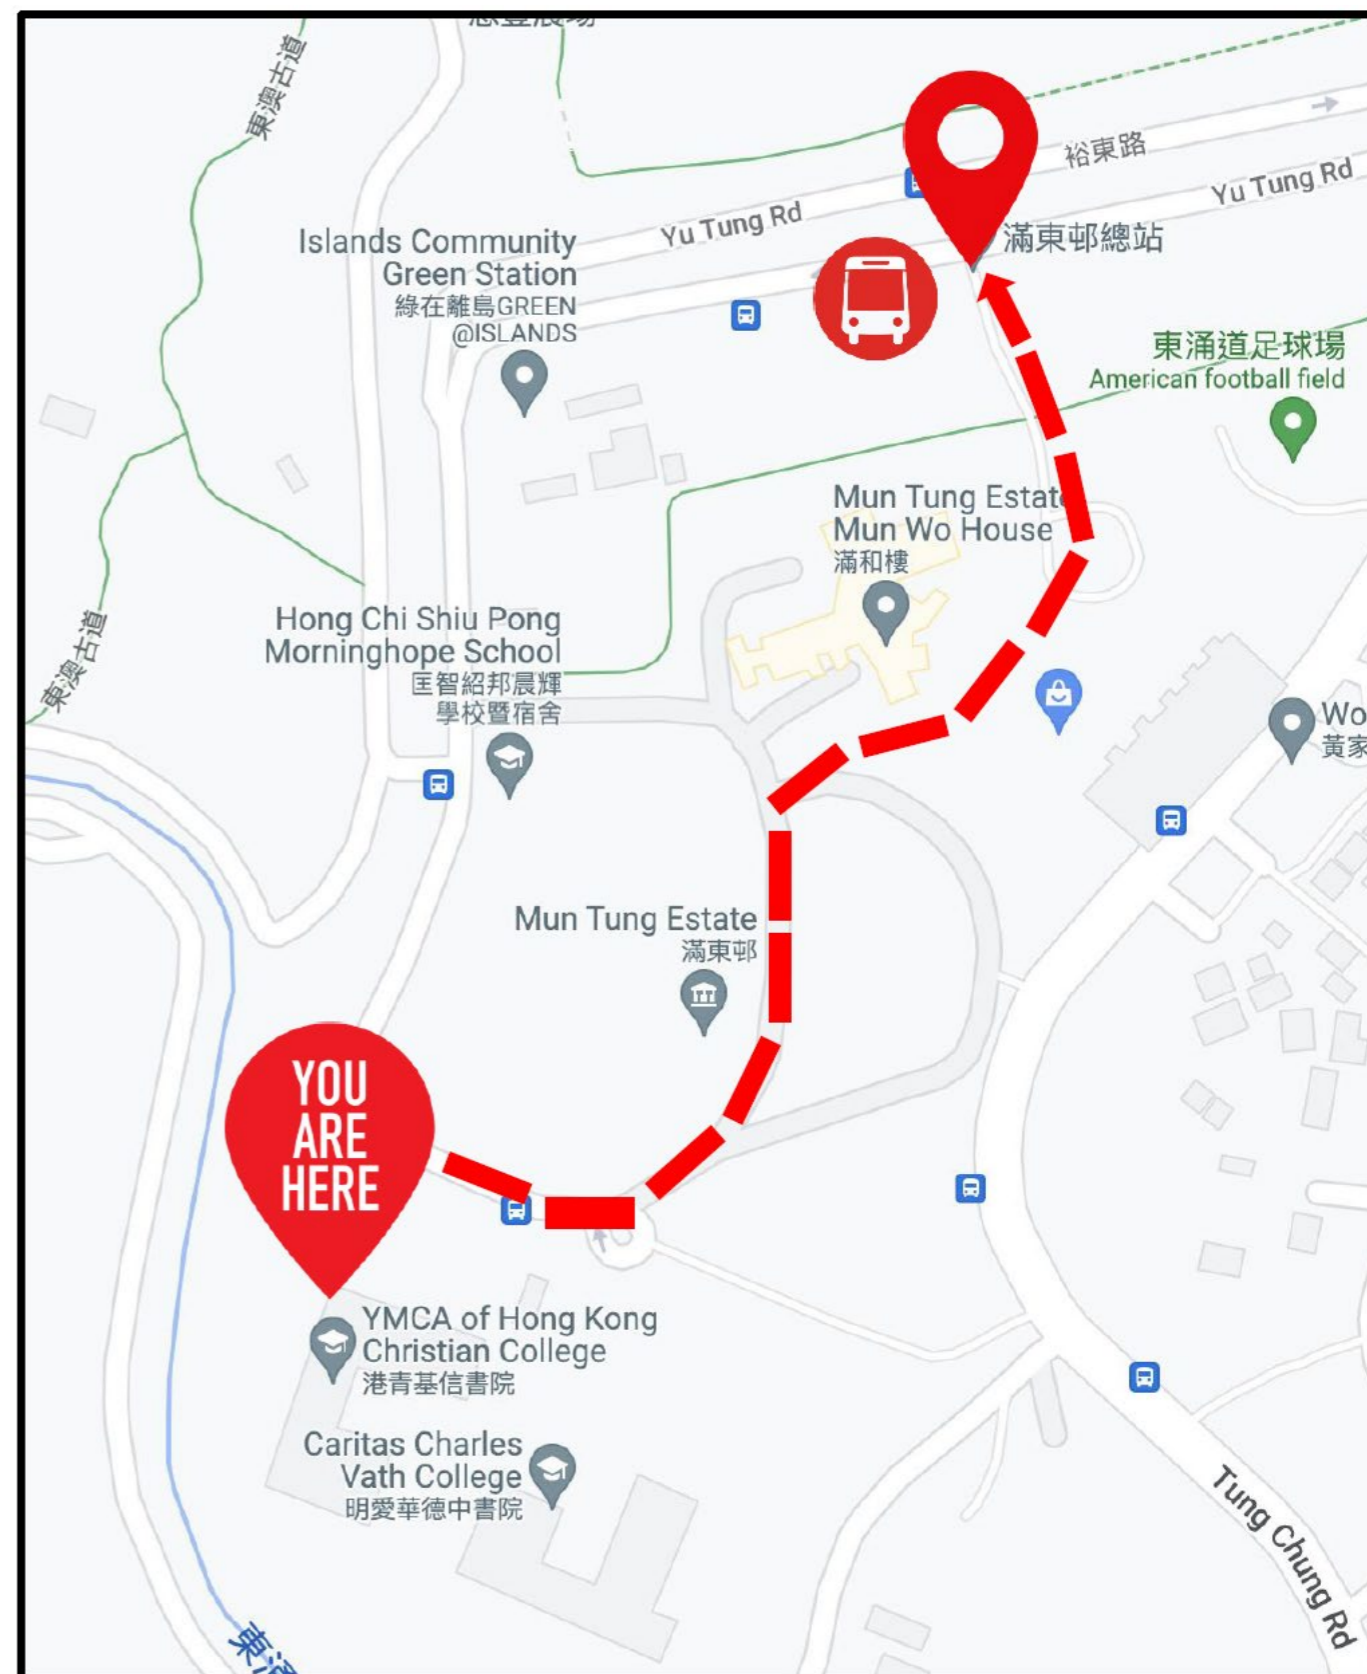 東澳古道
裕東路
Yu Tung Rd
Yu Tung Rd
滿東邨總站
Islands Community
Green Station
綠在離島GREEN
@ISLANDS
東涌道足球場
American football field
Mun Tung Estate
Mun Wo House
滿和樓
Hong Chi Shiu Pong
Morninghope School
匡智紹邦晨輝
學校暨宿舍
東澳古道
Wo
黃家
Mun Tung Estate
滿東邨
YOU
ARE
HERE
YMCA of Hong Kong
Christian College
港青基信書院
Caritas Charles
Vath College
明愛華德中書院
Tung Chung Rd
東涌